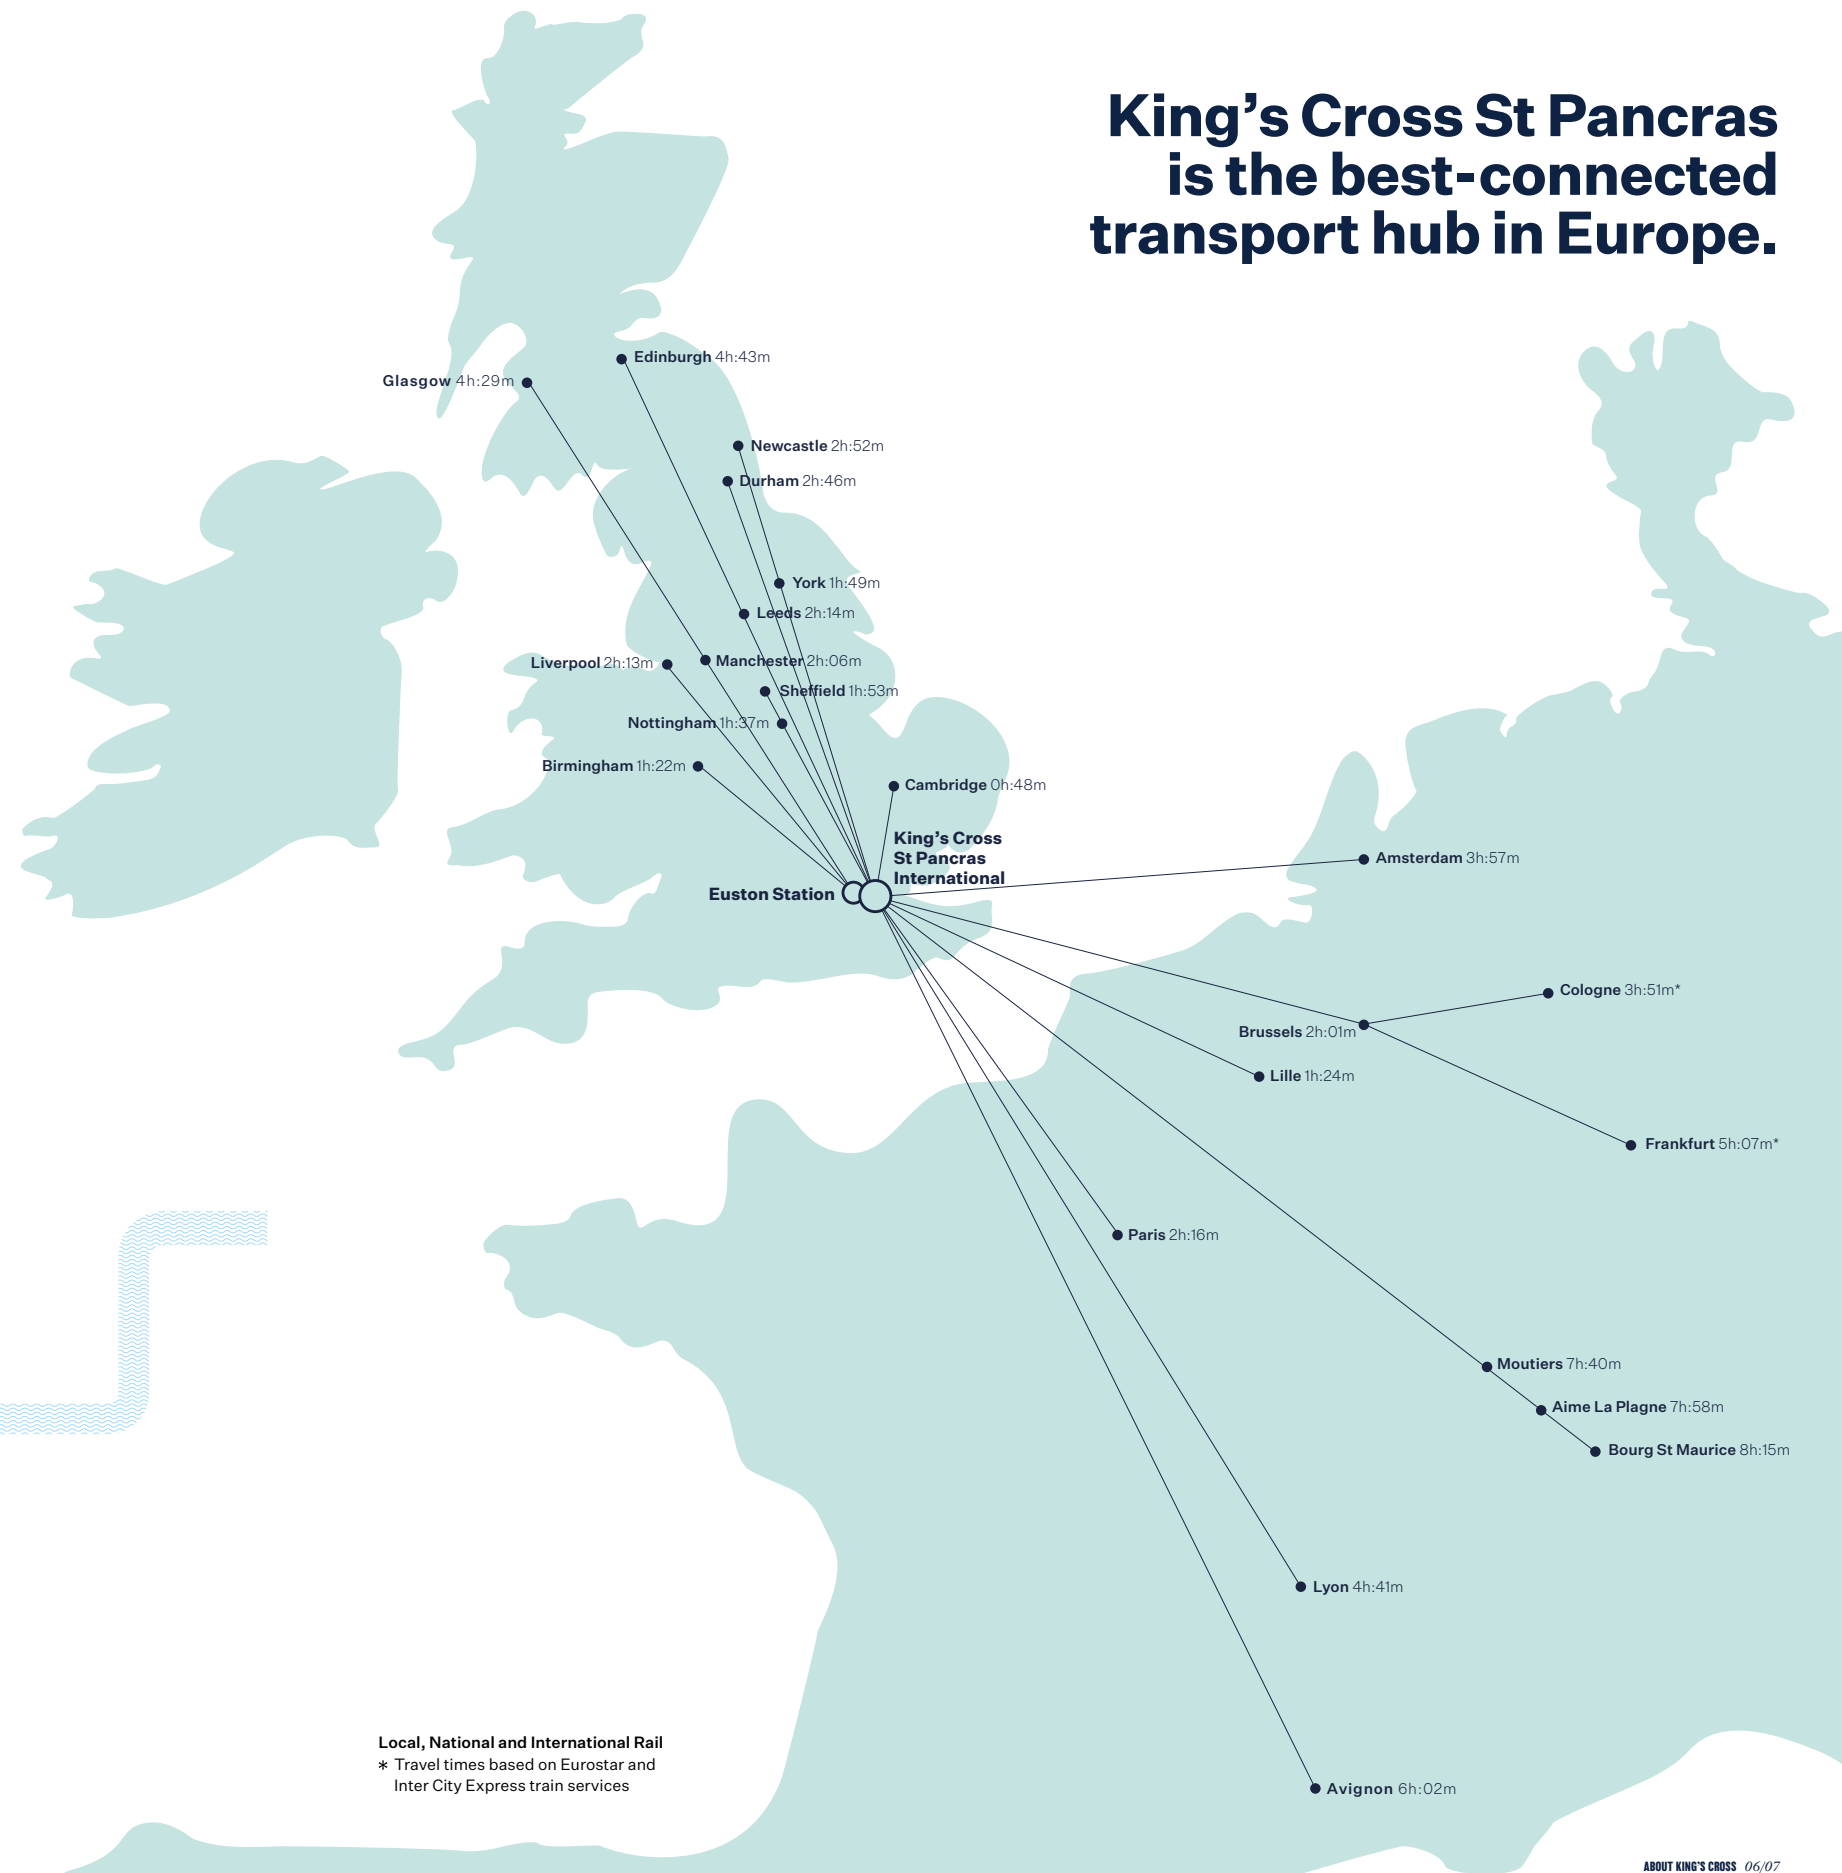 King’s Cross St Pancras
is the best-connected
transport hub in Europe.
Edinburgh 4h:43m
Glasgow 4h:29m
Newcastle 2h:52m
Durham 2h:46m
York 1h:49m
Leeds 2h:14m
Manchester 2h:06m
Liverpool 2h:13m
Sheffield 1h:53m
Nottingham 1h:37m
Birmingham 1h:22m
Cambridge 0h:48m
King’s Cross
St Pancras
International
Euston Station
Amsterdam 3h:57m
Cologne 3h:51m*
Brussels 2h:01m
Lille 1h:24m
Frankfurt 5h:07m*
Paris 2h:16m
Moutiers 7h:40m
Aime La Plagne 7h:58m
Bourg St Maurice 8h:15m
Lyon 4h:41m
Avignon 6h:02m
Local, National and International Rail
* Travel times based on Eurostar and
Inter City Express train services
ABOUT KING’S CROSS 06/07